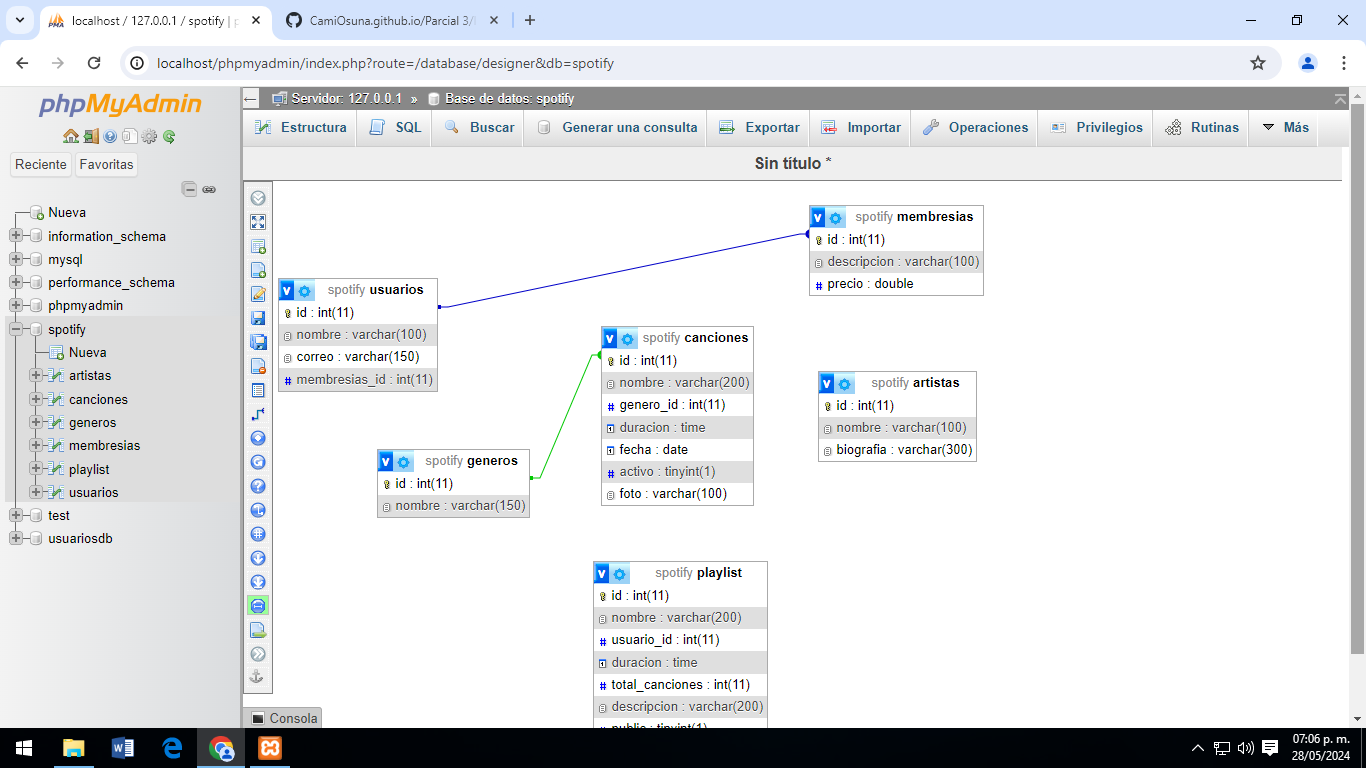 localhost / 127.0.0.1 / spotify | p
CamiOsuna.github.io/Parcial 3/
localhost/phpmyadmin/index.php?route=/database/designer&db=spotify
phpMyAdmin
Reciente
Favoritas
Nueva
information_schema
mysql
performance_schema
phpmyadmin
spotify
Nueva
artistas
canciones
generos
membresias
playlist
usuarios
test
usuariosdb
Servidor: 127.0.0.1 » Base de datos: spotify
Estructura
SQL
Buscar
Generar una consulta
Exportar
Importar
Operaciones
Privilegios
Rutinas
Más
Sin título *
spotify membresias
id : int(11)
descripcion : varchar(100)
precio : double
spotify usuarios
id : int(11)
nombre : varchar(100)
correo : varchar(150)
membresias_id : int(11)
spotify canciones
id : int(11)
nombre : varchar(200)
genero_id : int(11)
duracion : time
fecha : date
activo : tinyint(1)
foto : varchar(100)
spotify artistas
id : int(11)
nombre : varchar(100)
biografia : varchar(300)
spotify generos
id : int(11)
nombre : varchar(150)
spotify playlist
id : int(11)
nombre : varchar(200)
usuario_id : int(11)
duracion : time
total_canciones : int(11)
descripcion : varchar(200)
Consola
07:06 p. m.
28/05/2024